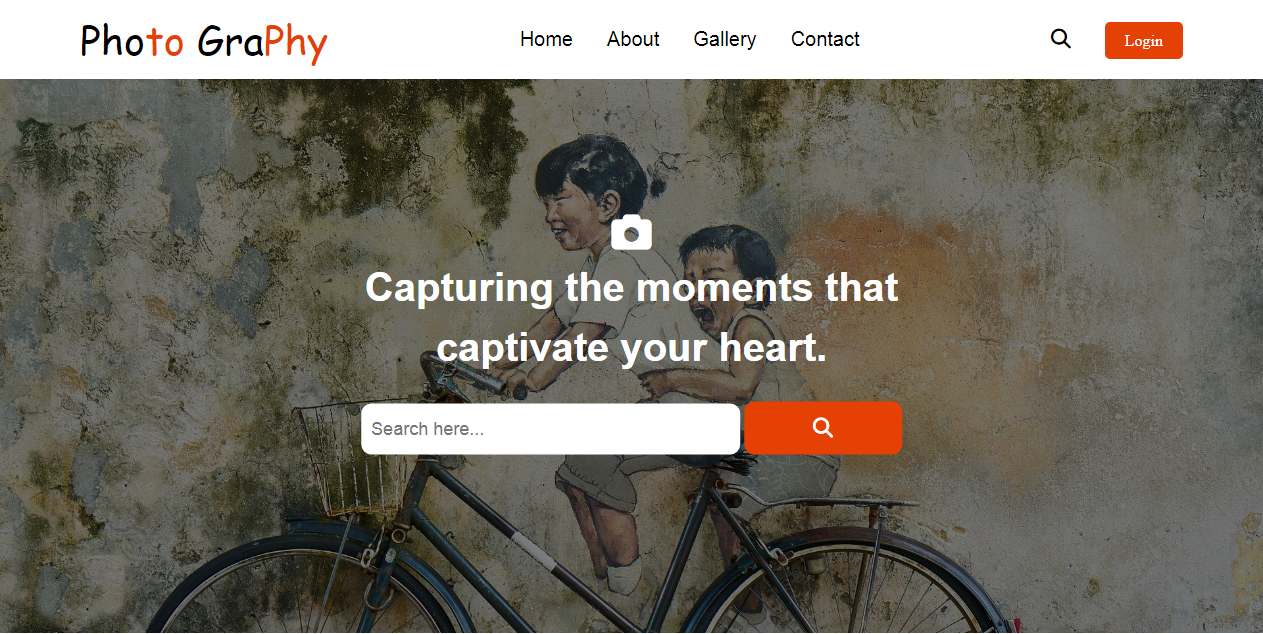 Photo GraPhy
Home About Gallery Contact
Login
Capturing the moments that
captivate your heart.
Search here...